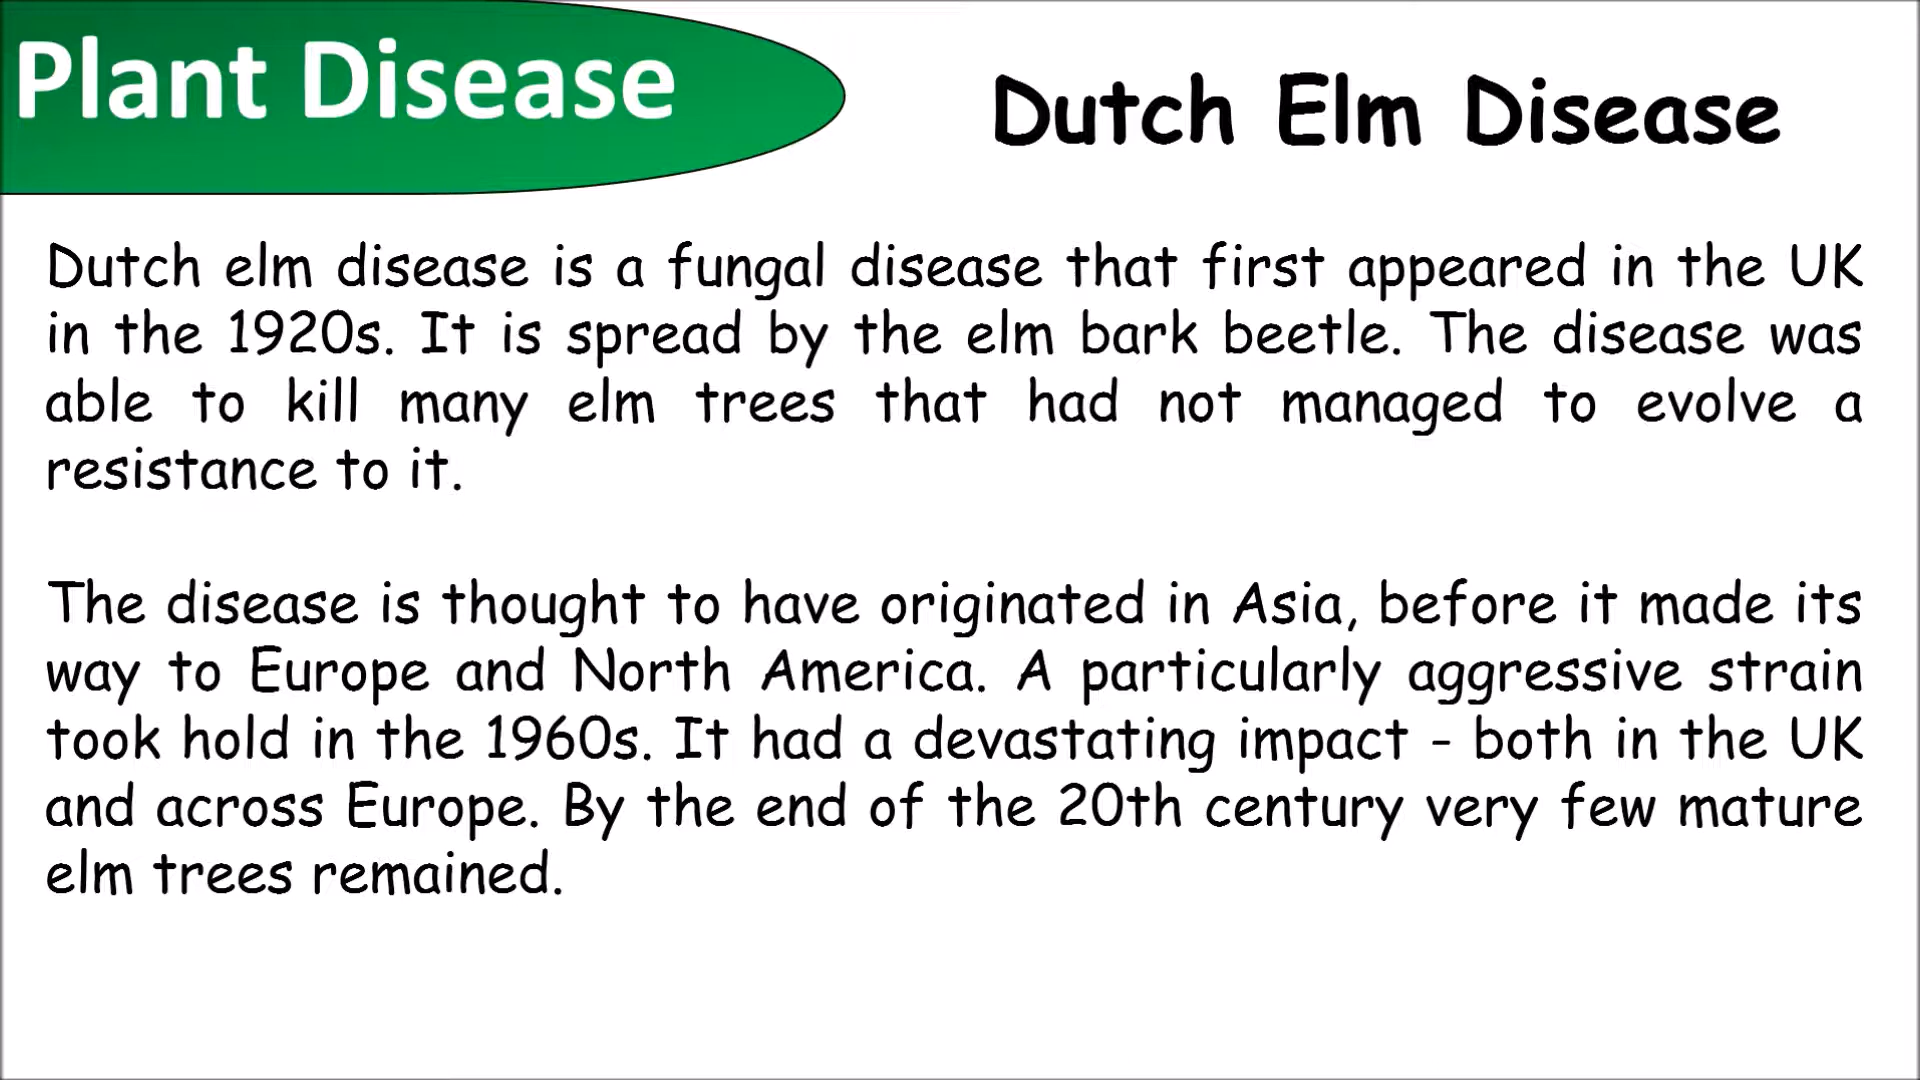 Plant Disease
Dutch Elm Disease
Dutch elm disease is a fungal disease that first appeared in the UK
in the 1920s. It is spread by the elm bark beetle. The disease was
able to kill many elm trees that had not managed to evolve a
resistance to it.
The disease is thought to have originated in Asia, before it made its
way to Europe and North America. A particularly aggressive strain
took hold in the 1960s. It had a devastating impact - both in the UK
and across Europe. By the end of the 20th century very few mature
elm trees remained.